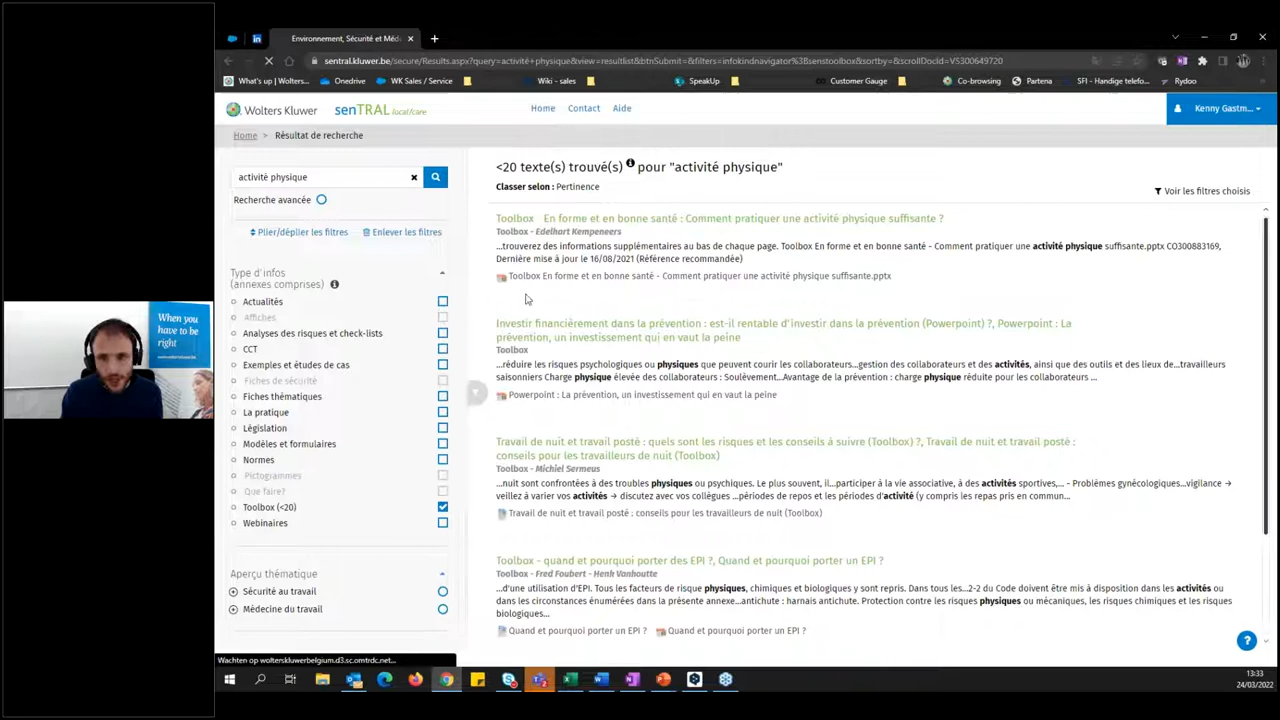 Environnement, Sécurité et Méd
sentral.kluwer.be/secure/Results.aspx?query=activité+physique&view=resultlist&btnSubmit=&filters=infokindnavigator%3Bsenstoolbox&sortby=&scrollDocId=VS300649720
What's up | Wolters...
Onedrive
WK Sales / Service
Wiki - sales
SpeakUp
Customer Gauge
Co-browsing
Partena
SFI - Handige telefo...
Rydoo
Wolters Kluwer
senTRAL local/care
Home
Contact
Aide
Kenny Gastm...
Home > Résultat de recherche
activité physique
Recherche avancée
Plier/déplier les filtres
Enlever les filtres
Type d'infos
(annexes comprises)
Actualités
Affiches
Analyses des risques et check-lists
CCT
Exemples et études de cas
Fiches de sécurité
Fiches thématiques
La pratique
Législation
Modèles et formulaires
Normes
Pictogrammes
Que faire?
Toolbox (<20)
Webinaires
Aperçu thématique
Sécurité au travail
Médecine du travail
<20 texte(s) trouvé(s) pour "activité physique"
Classer selon : Pertinence
Voir les filtres choisis
Toolbox En forme et en bonne santé : Comment pratiquer une activité physique suffisante ?
Toolbox - Edelhart Kempeneers
...trouverez des informations supplémentaires au bas de chaque page. Toolbox En forme et en bonne santé - Comment pratiquer une activité physique suffisante.pptx CO300883169,
Dernière mise à jour le 16/08/2021 (Référence recommandée)
Toolbox En forme et en bonne santé - Comment pratiquer une activité physique suffisante.pptx
Investir financièrement dans la prévention : est-il rentable d'investir dans la prévention (Powerpoint) ?, Powerpoint : La
prévention, un investissement qui en vaut la peine
Toolbox
...réduire les risques psychologiques ou physiques que peuvent courir les collaborateurs...gestion des collaborateurs et des activités, ainsi que des outils et des lieux de...travailleurs
saisonniers Charge physique élevée des collaborateurs : Soulèvement...Avantage de la prévention : charge physique réduite pour les collaborateurs ...
Powerpoint : La prévention, un investissement qui en vaut la peine
Travail de nuit et travail posté : quels sont les risques et les conseils à suivre (Toolbox) ?, Travail de nuit et travail posté :
conseils pour les travailleurs de nuit (Toolbox)
Toolbox - Michiel Sermeus
...nuit sont confrontées à des troubles physiques ou psychiques. Le plus souvent, il...participer à la vie associative, à des activités sportives,... - Problèmes gynécologiques...vigilance →
veillez à varier vos activités → discutez avec vos collègues ...périodes de repos et les périodes d'activité (y compris les repas pris en commun...
Travail de nuit et travail posté : conseils pour les travailleurs de nuit (Toolbox)
Toolbox - quand et pourquoi porter des EPI ?, Quand et pourquoi porter un EPI ?
Toolbox - Fred Foubert - Henk Vanhoutte
...d'une utilisation d'EPI. Tous les facteurs de risque physiques, chimiques et biologiques y sont repris. Dans tous les...2-2 du Code doivent être mis à disposition dans les activités ou
dans les circonstances énumérées dans la présente annexe...antichute : harnais antichute. Protection contre les risques physiques ou mécaniques, les risques chimiques et les risques
biologiques...
Quand et pourquoi porter un EPI ? Quand et pourquoi porter un EPI ?
When you
have to be
right
Wachten op wolterskluwerbelgium.d3.sc.omtrdc.net...
13:33
24/03/2022